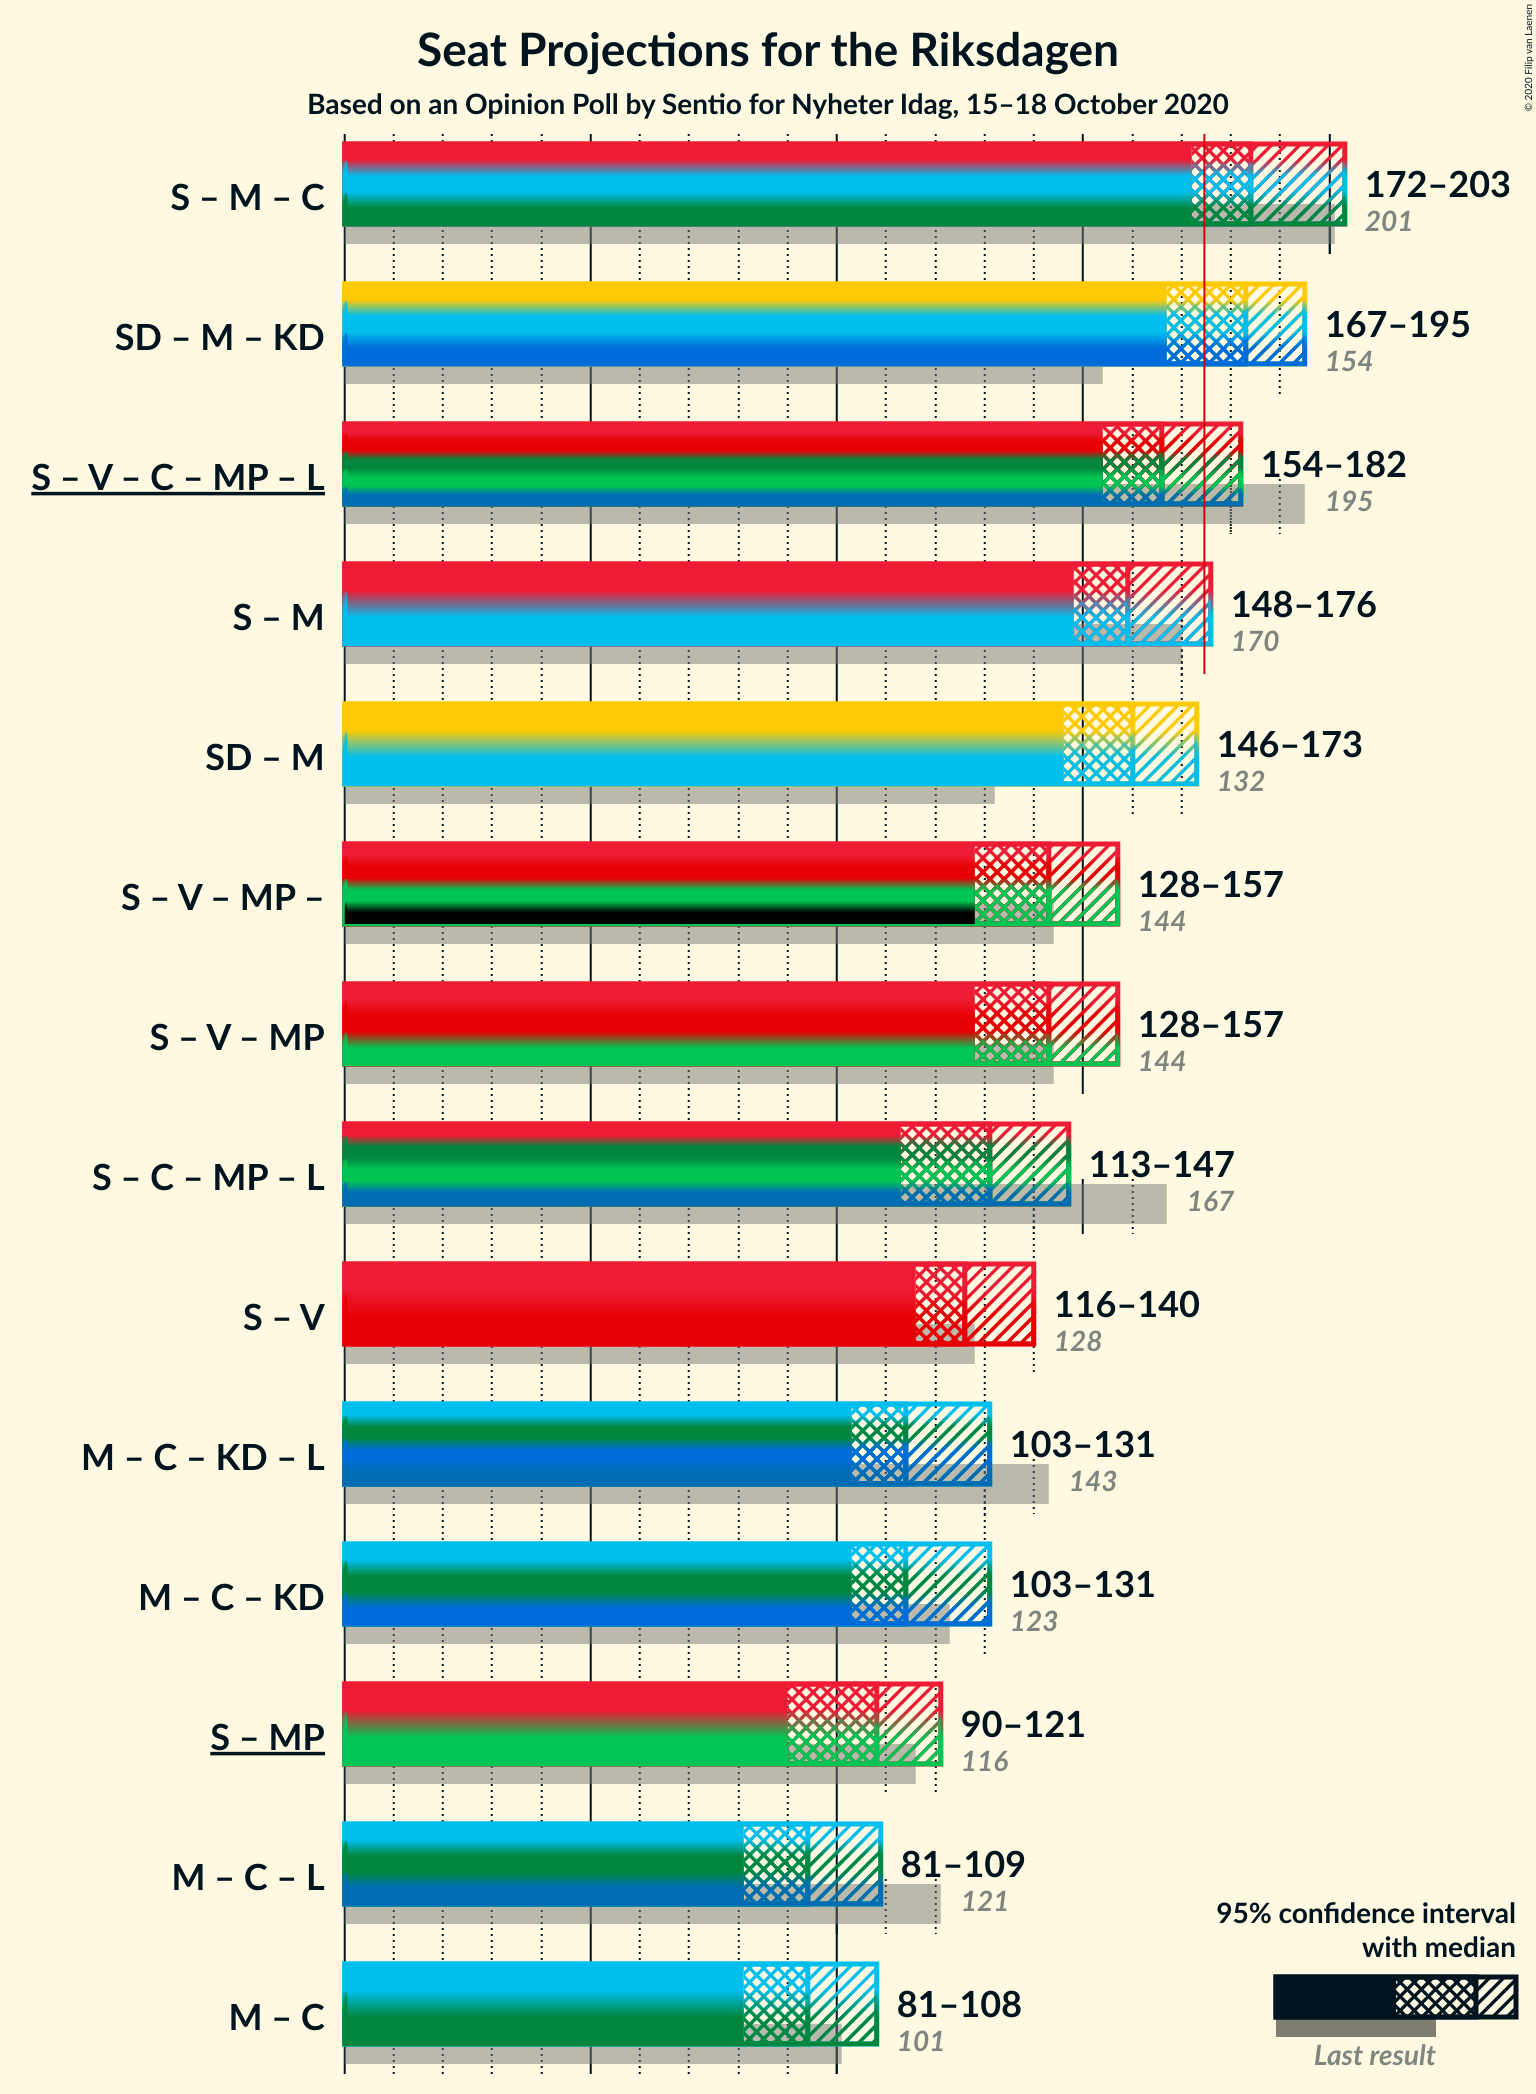 Seat Projections for the Riksdagen
Based on an Opinion Poll by Sentio for Nyheter Idag, 15–18 October 2020
© 2020 Filip van Laenen
S – M – C
172–203
201
SD – M – KD
167–195
154
S – V – C – MP – L
154–182
195
S – M
148–176
170
SD – M
146–173
132
S – V – MP –
128–157
144
S – V – MP
128–157
144
S – C – MP – L
113–147
167
S – V
116–140
128
M – C – KD – L
103–131
143
M – C – KD
103–131
123
S – MP
90–121
116
M – C – L
81–109
121
M – C
81–108
101
95% confidence interval
with median
Last result